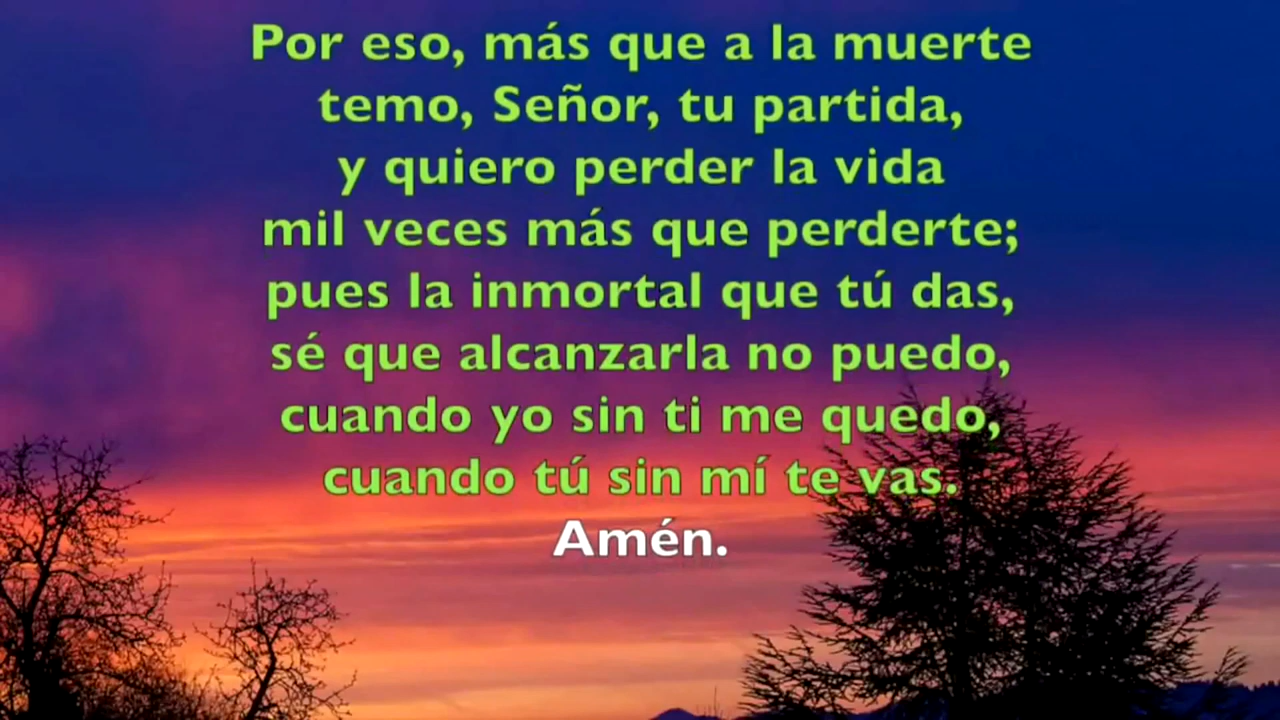 Por eso, más que a la muerte
temo, Señor, tu partida,
y quiero perder la vida
mil veces más que perderte;
pues la inmortal que tú das,
sé que alcanzarla no puedo,
cuando yo sin ti me quedo,
cuando tú sin mí te vas.
Amén.